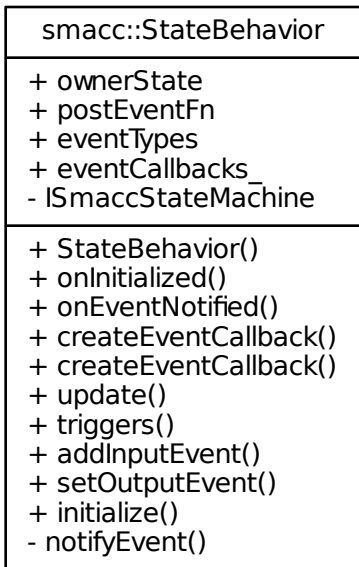 smacc::StateBehavior
+ ownerState
+ postEventFn
+ eventTypes
+ eventCallbacks_
- ISmaccStateMachine
+ StateBehavior()
+ onInitialized()
+ onEventNotified()
+ createEventCallback()
+ createEventCallback()
+ update()
+ triggers()
+ addInputEvent()
+ setOutputEvent()
+ initialize()
- notifyEvent()